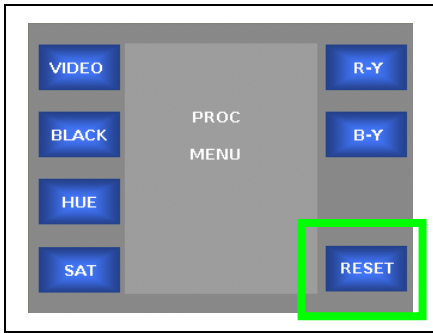 VIDEO
R-Y
PROC
MENU
BLACK
B-Y
HUE
SAT
RESET